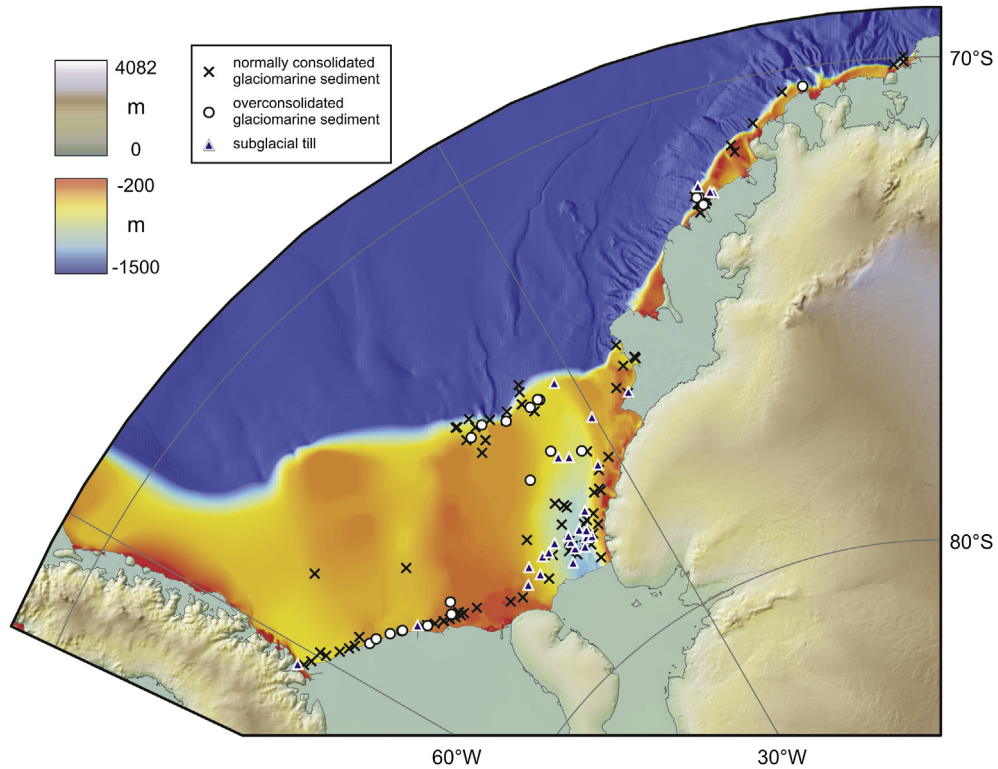 4082
m
0
-200
m
-1500
normally consolidated
glaciomarine sediment
overconsolidated
glaciomarine sediment
subglacial till
70°S
80°S
60°W
30°W